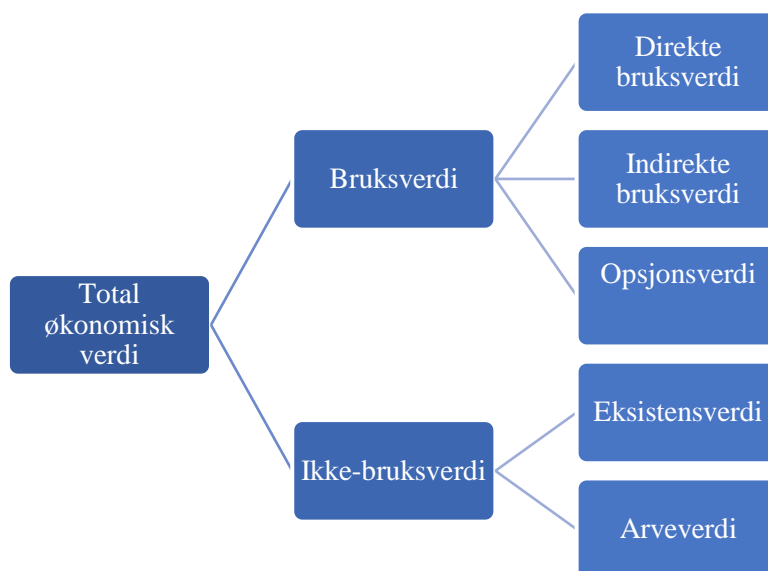 Total
økonomisk
verdi
Bruksverdi
Direkte
bruksverdi
Indirekte
bruksverdi
Opsjonsverdi
Ikke-bruksverdi
Eksistensverdi
Arveverdi